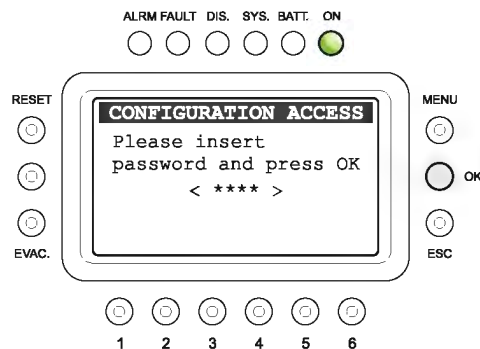 ALRM FAULT DIS. SYS. BATT. ON
RESET
MENU
CONFIGURATION ACCESS
Please insert
password and press OK
< **** >
OK
EVAC.
ESC
1 2 3 4 5 6